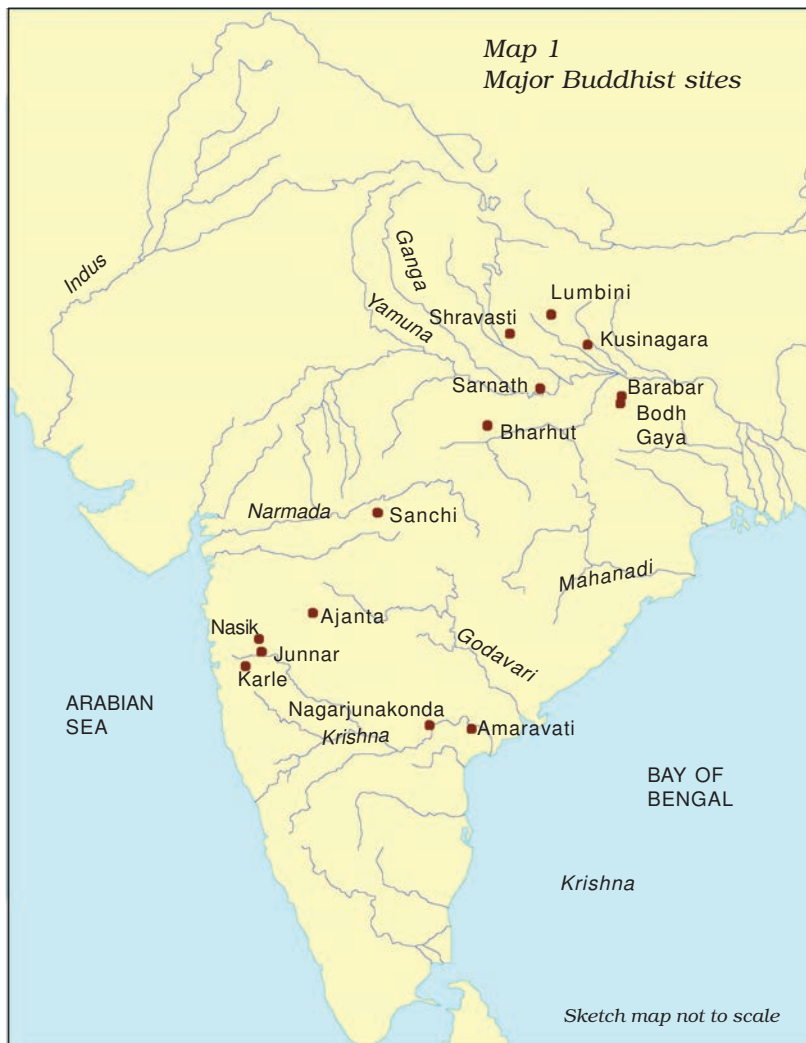 Map 1
Major Buddhist sites
Indus
Ganga
Yamuna
Lumbini
Shravasti
Kusinagara
Sarnath
Barabar
Bodh
Gaya
Bharhut
Narmada
Sanchi
Mahanadi
Ajanta
Nasik
Junnar
Karle
Godavari
ARABIAN
SEA
Nagarjunakonda
Krishna
Amaravati
BAY OF
BENGAL
Krishna
Sketch map not to scale